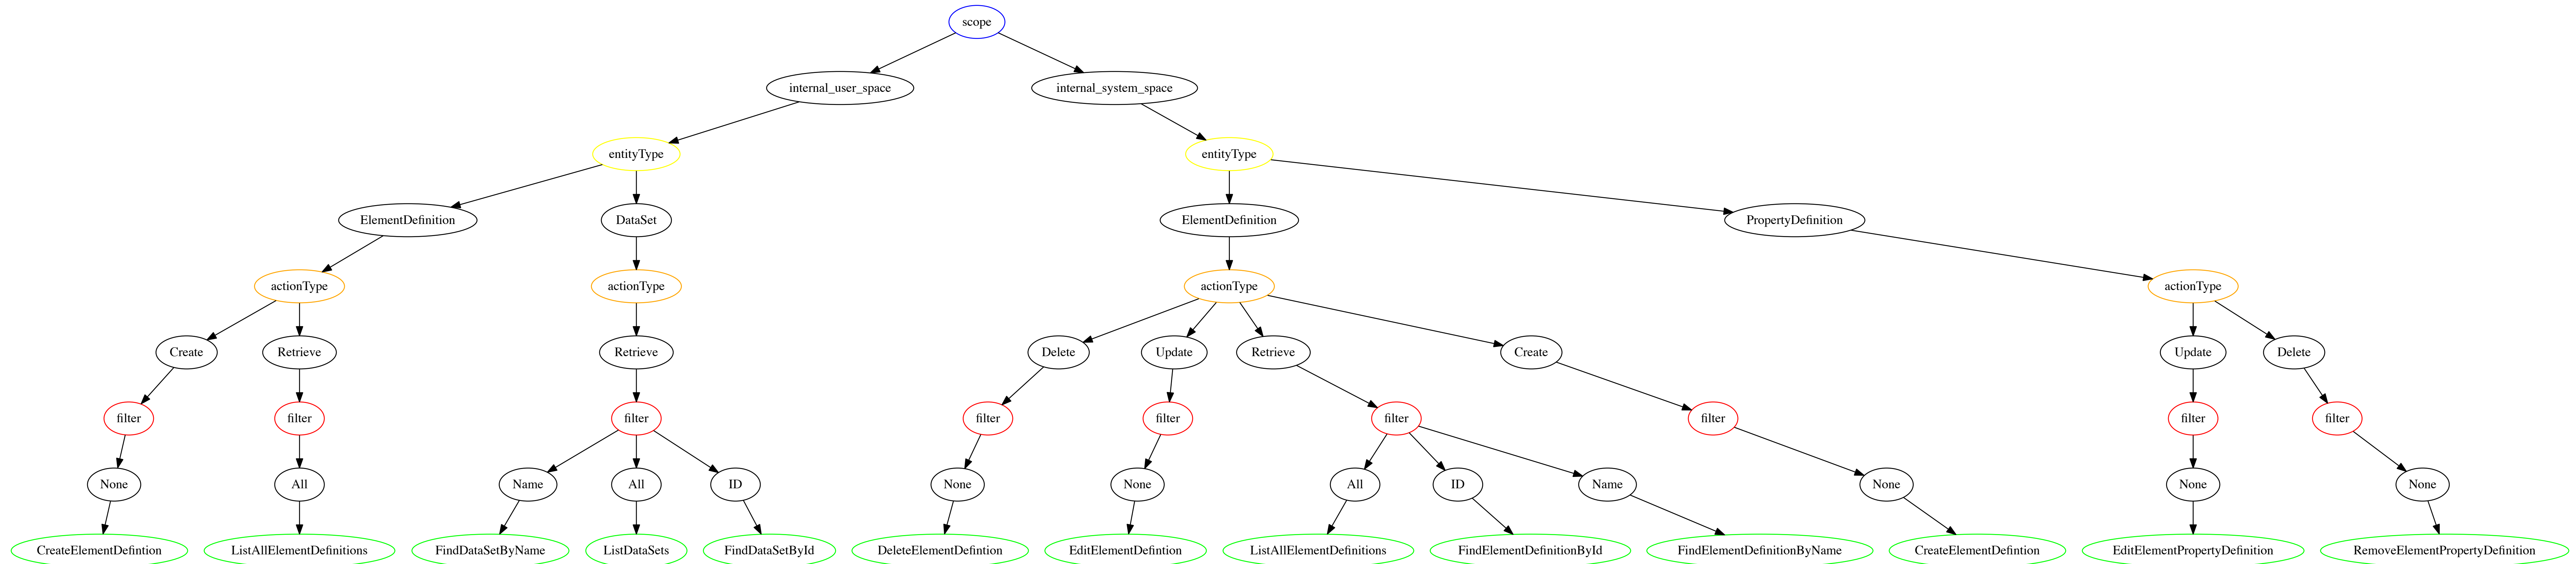 scope
internal_user_space
internal_system_space
entityType
entityType
ElementDefinition
DataSet
ElementDefinition
PropertyDefinition
actionType
actionType
actionType
actionType
Create
Retrieve
Retrieve
Delete
Update
Retrieve
Create
Update
Delete
filter
filter
filter
filter
filter
filter
filter
filter
filter
None
All
Name
All
ID
None
None
All
ID
Name
None
None
None
CreateElementDefintion
ListAllElementDefinitions
FindDataSetByName
ListDataSets
FindDataSetById
DeleteElementDefintion
EditElementDefintion
ListAllElementDefinitions
FindElementDefinitionById
FindElementDefinitionByName
CreateElementDefintion
EditElementPropertyDefinition
RemoveElementPropertyDefinition